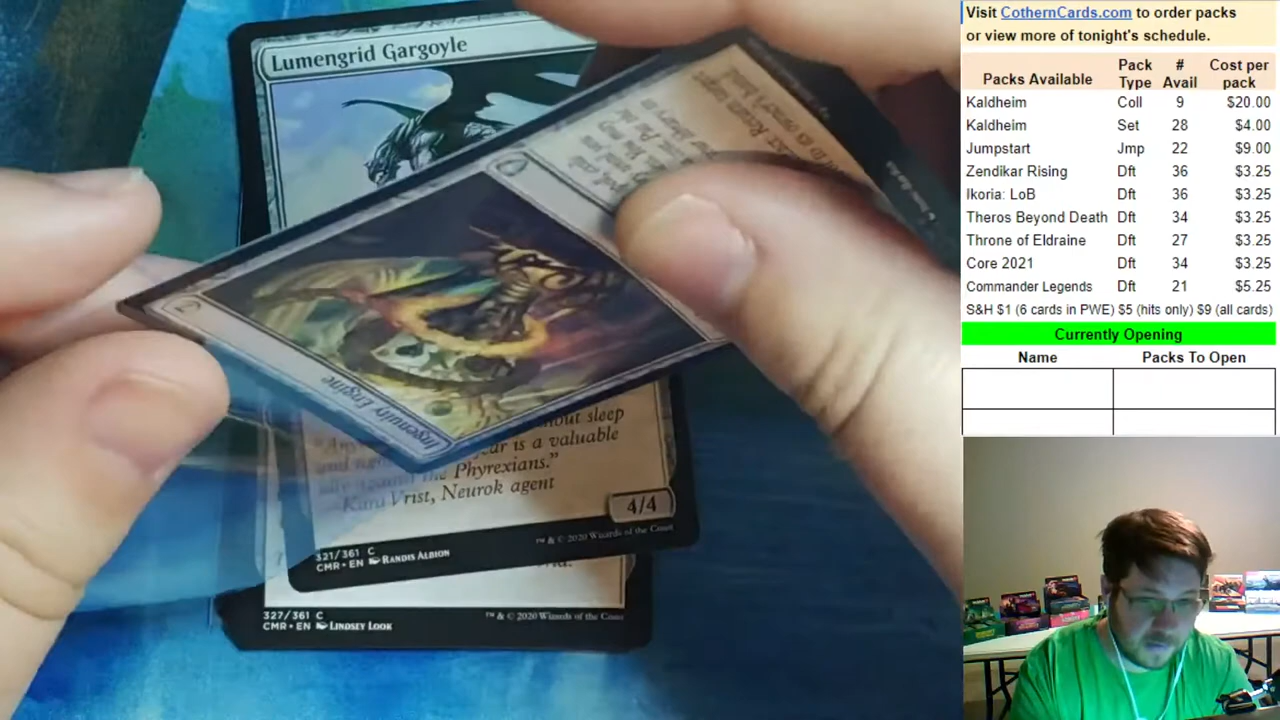 Lumengrid Gargoyle
Ingenuity Engine
sleep
is a valuable
Phyrexians."
—Kara Vrist, Neurok agent
4/4
321/361 C
CMR • EN Randis Albion
™ & © 2020 Wizards of the Coast
327/361 C
CMR • EN Lindsey Look
™ & © 2020 Wizards of the Coast
Visit CothernCards.com to order packs
or view more of tonight's schedule.
Packs Available Pack Type # Avail Cost per pack
Kaldheim Coll 9 $20.00
Kaldheim Set 28 $4.00
Jumpstart Jmp 22 $9.00
Zendikar Rising Dft 36 $3.25
Ikoria: LoB Dft 36 $3.25
Theros Beyond Death Dft 34 $3.25
Throne of Eldraine Dft 27 $3.25
Core 2021 Dft 34 $3.25
Commander Legends Dft 21 $5.25
S&H $1 (6 cards in PWE) $5 (hits only) $9 (all cards)
Currently Opening
Name Packs To Open